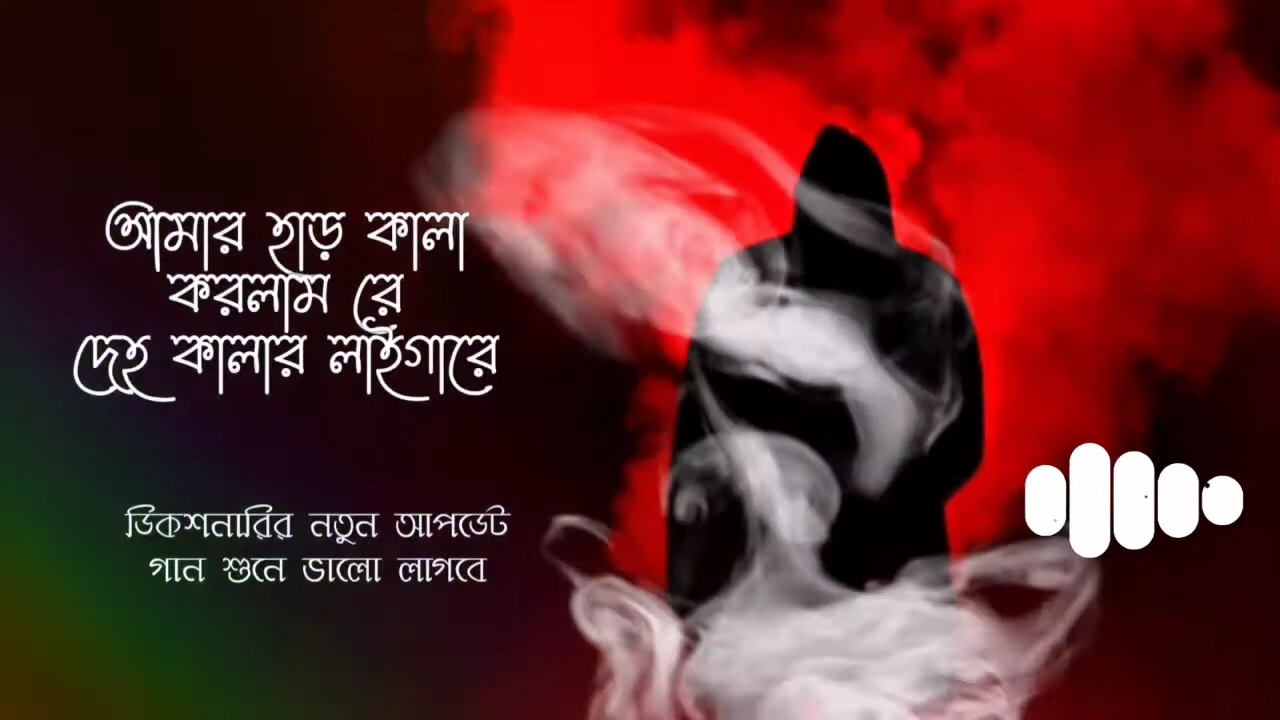 আমার হাড় কালা
করলাম রে
দেহ কালার লাইগারে
ডিকশনারির নতুন আপডেট
গান শুনে ভালো লাগবে